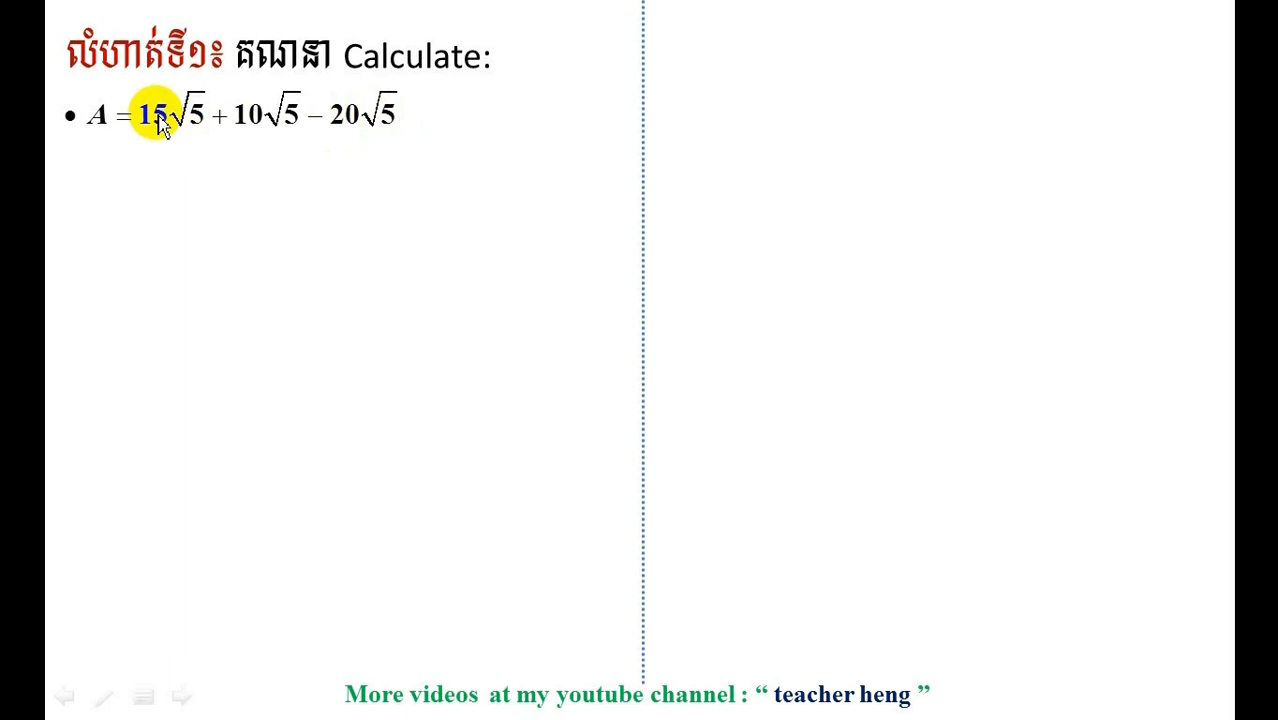 លំហាត់ទី១៖ គណនា Calculate:
• A = 15√5 + 10√5 − 20√5
More videos at my youtube channel : “ teacher heng ”